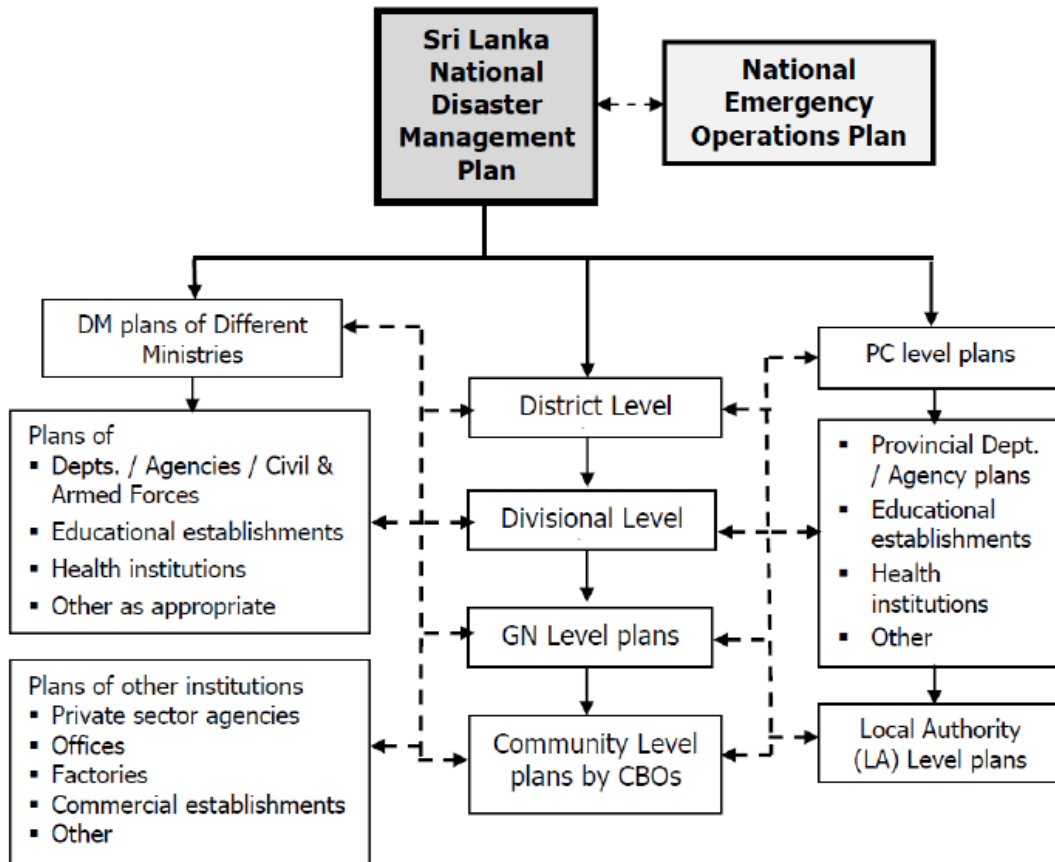 Sri Lanka
National
Disaster
Management
Plan
National
Emergency
Operations Plan
DM plans of Different
Ministries
Plans of
▪ Depts. / Agencies / Civil &
Armed Forces
▪ Educational establishments
▪ Health institutions
▪ Other as appropriate
Plans of other institutions
▪ Private sector agencies
▪ Offices
▪ Factories
▪ Commercial establishments
▪ Other
District Level
Divisional Level
GN Level plans
Community Level
plans by CBOs
PC level plans
▪ Provincial Dept.
/ Agency plans
▪ Educational
establishments
▪ Health
institutions
▪ Other
Local Authority
(LA) Level plans